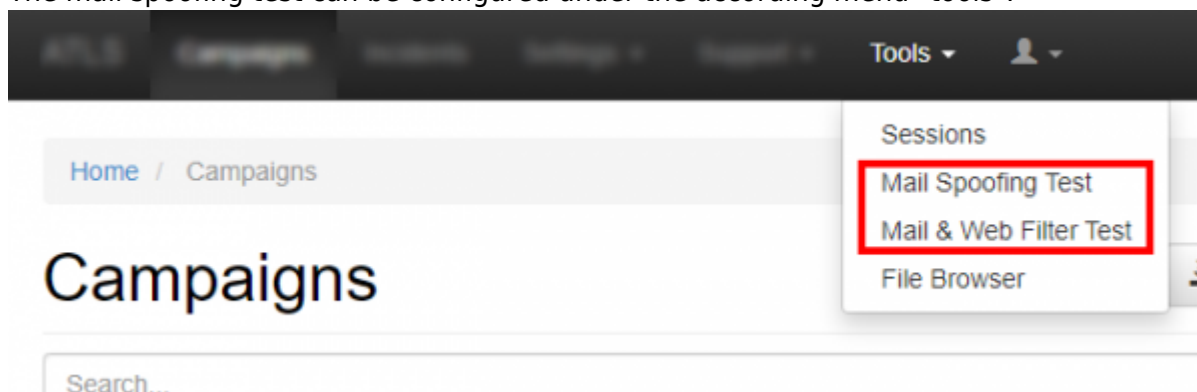 The mail spoofing test can be configured under the according menu "tools":
Tools
Sessions
Home / Campaigns
Mail Spoofing Test
Mail & Web Filter Test
Campaigns
File Browser
Search...